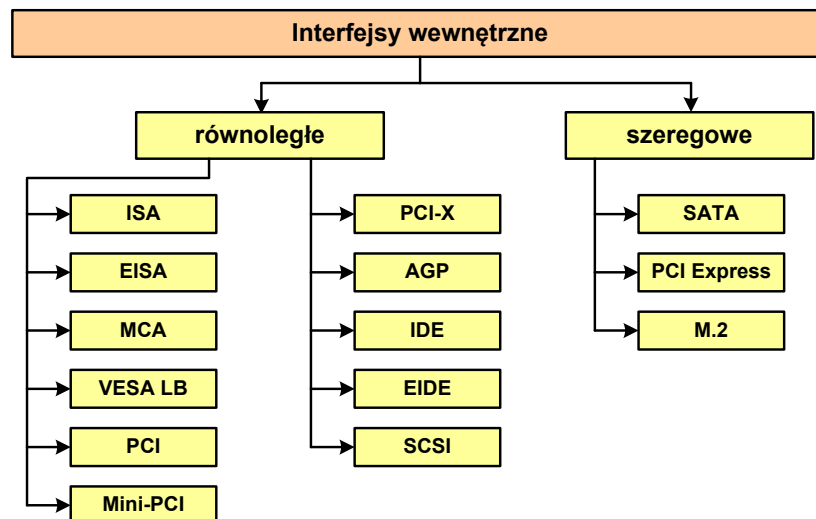 Interfejsy wewnętrzne
równoległe
szeregowe
ISA
EISA
MCA
VESA LB
PCI
Mini-PCI
PCI-X
AGP
IDE
EIDE
SCSI
SATA
PCI Express
M.2